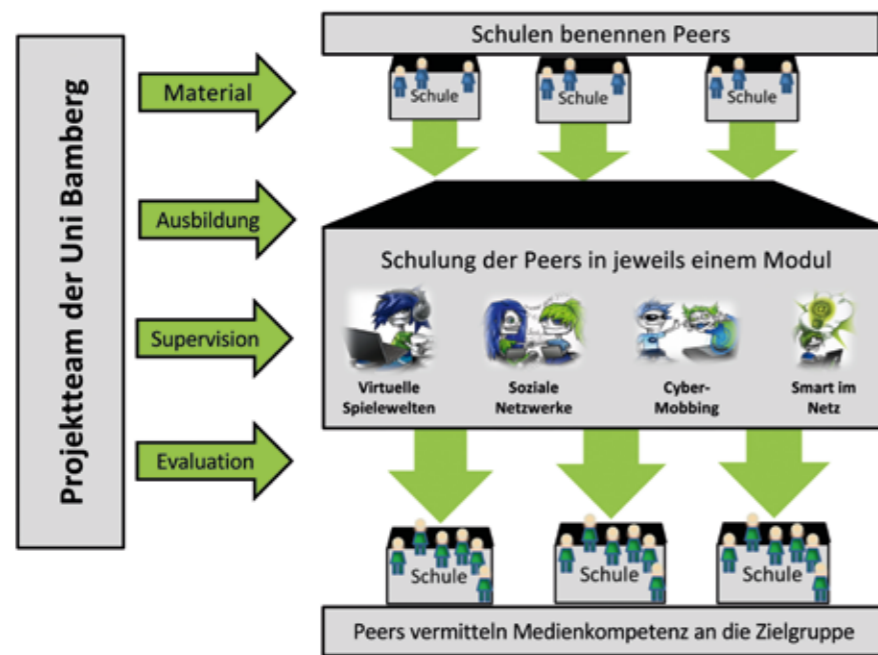 Projektteam der Uni Bamberg
Material
Ausbildung
Supervision
Evaluation
Schulen benennen Peers
Schule
Schule
Schule
Schulung der Peers in jeweils einem Modul
Virtuelle
Spielewelten
Soziale
Netzwerke
Cyber-
Mobbing
Smart im
Netz
Schule
Schule
Schule
Peers vermitteln Medienkompetenz an die Zielgruppe